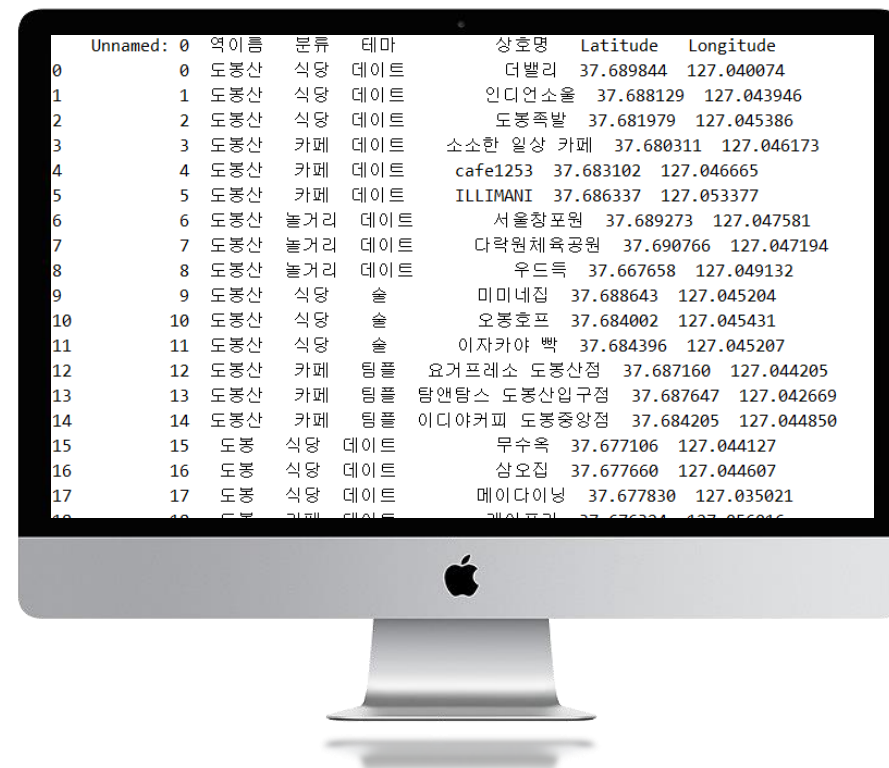 Unnamed: 0 역이름 분류 테마 상호명 Latitude Longitude
0 0 도봉산 식당 데이트 더밸리 37.689844 127.040074
1 1 도봉산 식당 데이트 인디언소울 37.688129 127.043946
2 2 도봉산 식당 데이트 도봉족발 37.681979 127.045386
3 3 도봉산 카페 데이트 소소한 일상 카페 37.680311 127.046173
4 4 도봉산 카페 데이트 cafe1253 37.683102 127.046665
5 5 도봉산 카페 데이트 ILLIMANI 37.686337 127.053377
6 6 도봉산 놀거리 데이트 서울창포원 37.689273 127.047581
7 7 도봉산 놀거리 데이트 다락원체육공원 37.690766 127.047194
8 8 도봉산 놀거리 데이트 우드득 37.667658 127.049132
9 9 도봉산 식당 술 미미네집 37.688643 127.045204
10 10 도봉산 식당 술 오봉호프 37.684002 127.045431
11 11 도봉산 식당 술 이자카야 빡 37.684396 127.045207
12 12 도봉산 카페 팀플 요거프레소 도봉산점 37.687160 127.044205
13 13 도봉산 카페 팀플 탐앤탐스 도봉산입구점 37.687647 127.042669
14 14 도봉산 카페 팀플 이디야커피 도봉중앙점 37.684205 127.044850
15 15 도봉 식당 데이트 무수옥 37.677106 127.044127
16 16 도봉 식당 데이트 삼오집 37.677660 127.044607
17 17 도봉 식당 데이트 메이다이닝 37.677830 127.035021